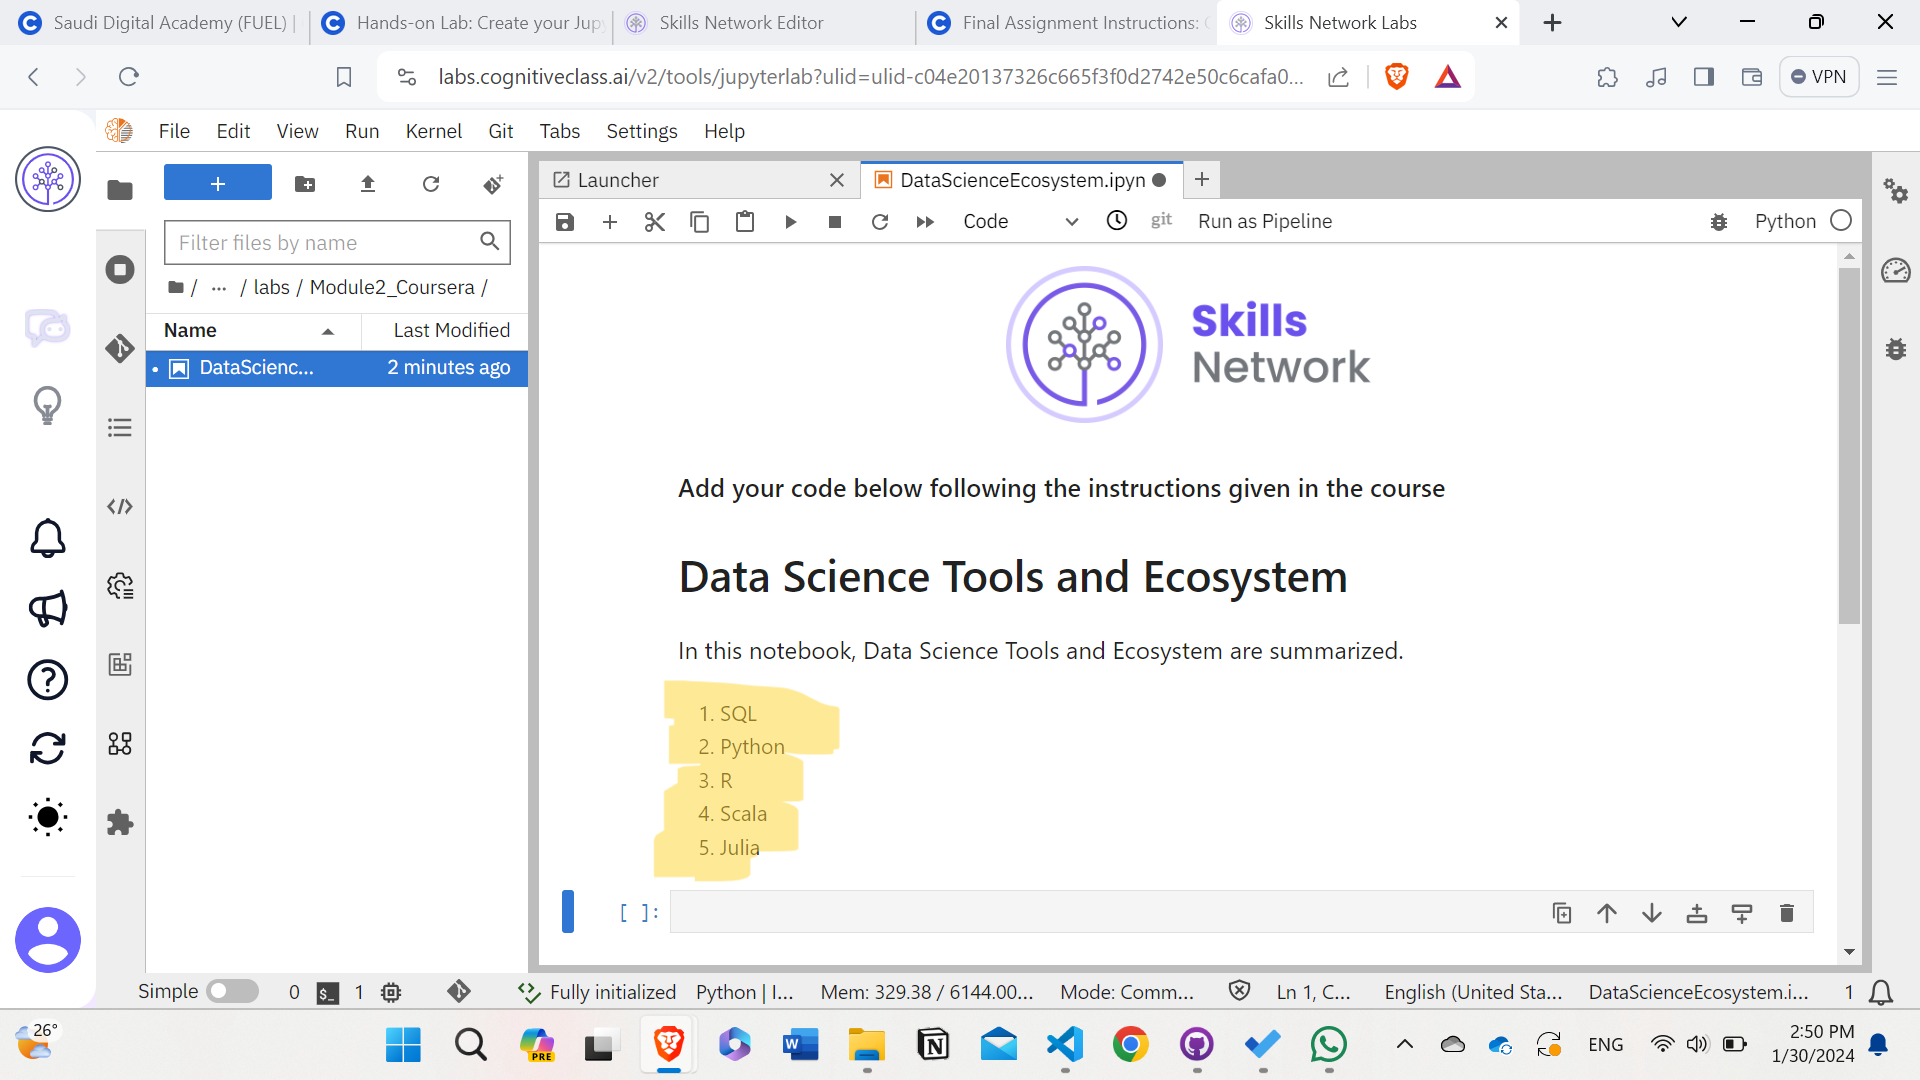 Saudi Digital Academy (FUEL) |
Hands-on Lab: Create your Jupy
Skills Network Editor
Final Assignment Instructions: C
Skills Network Labs
labs.cognitiveclass.ai/v2/tools/jupyterlab?ulid=ulid-c04e20137326c665f3f0d2742e50c6cafa0...
VPN
File Edit View Run Kernel Git Tabs Settings Help
Launcher
DataScienceEcosystem.ipyn
Filter files by name
Code
git
Run as Pipeline
Python
/ ... / labs / Module2_Coursera /
Name
Last Modified
DataScienc...
2 minutes ago
Skills
Network
Add your code below following the instructions given in the course
Data Science Tools and Ecosystem
In this notebook, Data Science Tools and Ecosystem are summarized.
1. SQL
2. Python
3. R
4. Scala
5. Julia
[ ]:
Simple
0
$_
1
Fully initialized
Python | I...
Mem: 329.38 / 6144.00...
Mode: Comm...
Ln 1, C...
English (United Sta...
DataScienceEcosystem.i...
1
26°
PRE
W
N
ENG
2:50 PM
1/30/2024